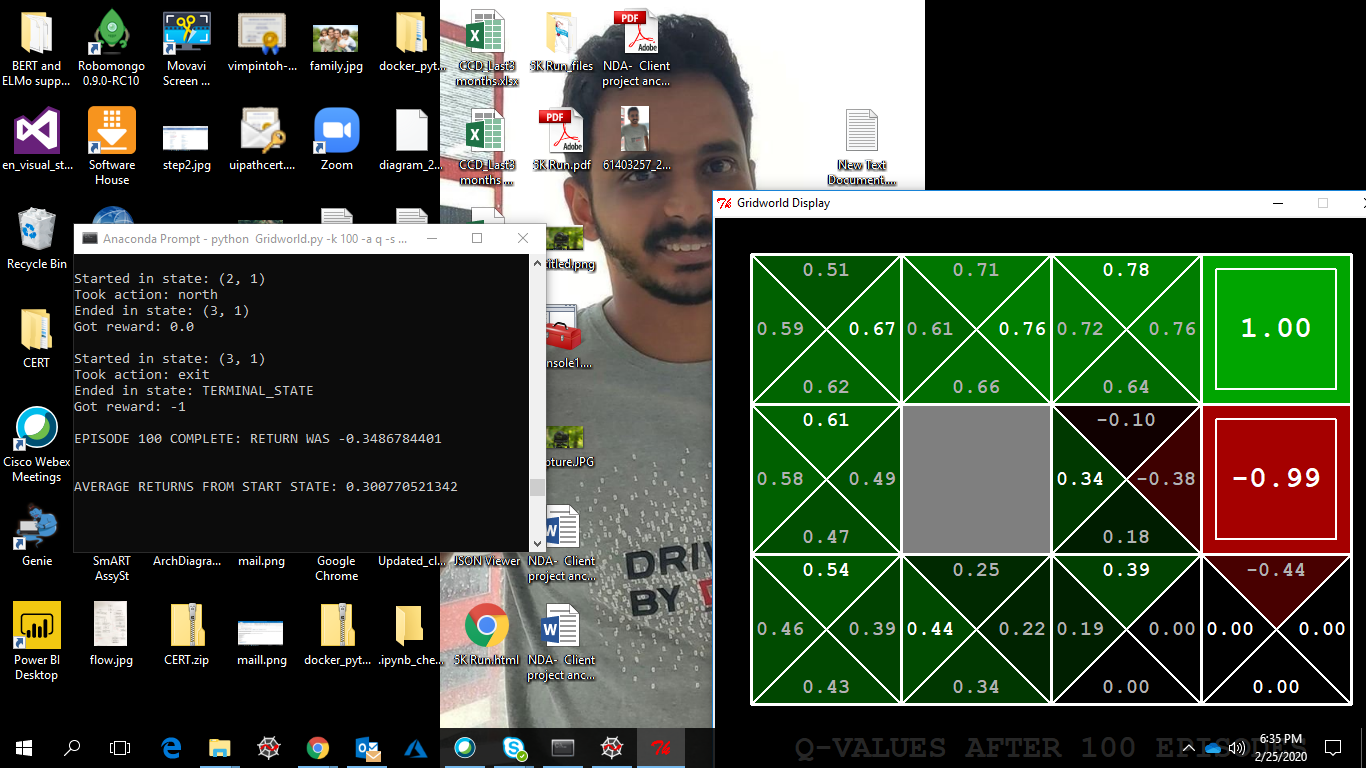 BERT and
ELMo supp...
Robomongo
0.9.0-RC10
Movavi
Screen ...
vimpintoh-...
family.jpg
docker_pyt...
CCD_Last3
months.xlsx
5K Run_files
NDA- Client
project anc...
en_visual_st...
Software
House
step2.jpg
uipathcert....
Zoom
diagram_2...
CCD_Last3
months ...
PDF
Adobe
5K Run.pdf
PDF
Adobe
61403257_2...
New Text
Document....
Recycle Bin
CERT
Cisco Webex
Meetings
Genie
SmART
AssySt
ArchDiagra...
mail.png
Google
Chrome
Updated_cl...
JSON Viewer
NDA- Client
project anc...
Power BI
Desktop
flow.jpg
CERT.zip
maill.png
docker_pyt...
.ipynb_che...
5K Run.html
NDA- Client
project anc...
DRIV
BY
Anaconda Prompt - python Gridworld.py -k 100 -a q -s ...
Started in state: (2, 1)
Took action: north
Ended in state: (3, 1)
Got reward: 0.0
Started in state: (3, 1)
Took action: exit
Ended in state: TERMINAL_STATE
Got reward: -1
EPISODE 100 COMPLETE: RETURN WAS -0.3486784401
AVERAGE RETURNS FROM START STATE: 0.300770521342
Gridworld Display
0.51 0.71 0.78
0.59 0.67 0.61 0.76 0.72 0.76 1.00
0.62 0.66 0.64
0.61 -0.10
0.58 0.49 0.34 -0.38 -0.99
0.47 0.18
0.54 0.25 0.39 -0.44
0.46 0.39 0.44 0.22 0.19 0.00 0.00 0.00
0.43 0.34 0.00 0.00
Q-VALUES AFTER 100 EPISODES
6:35 PM
2/25/2020